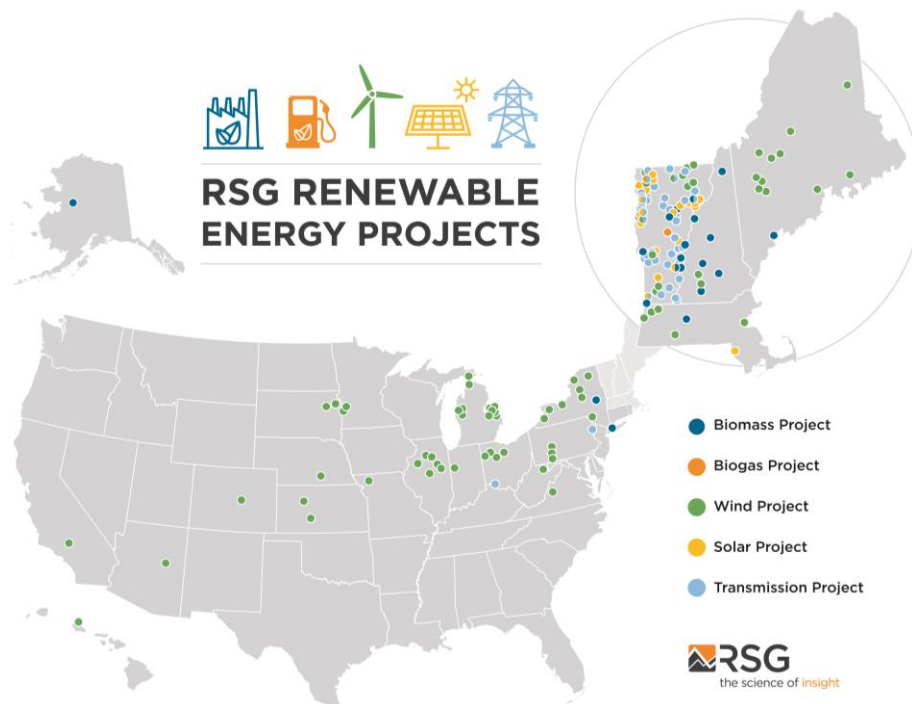 RSG RENEWABLE
ENERGY PROJECTS
Biomass Project
Biogas Project
Wind Project
Solar Project
Transmission Project
RSG
the science of insight